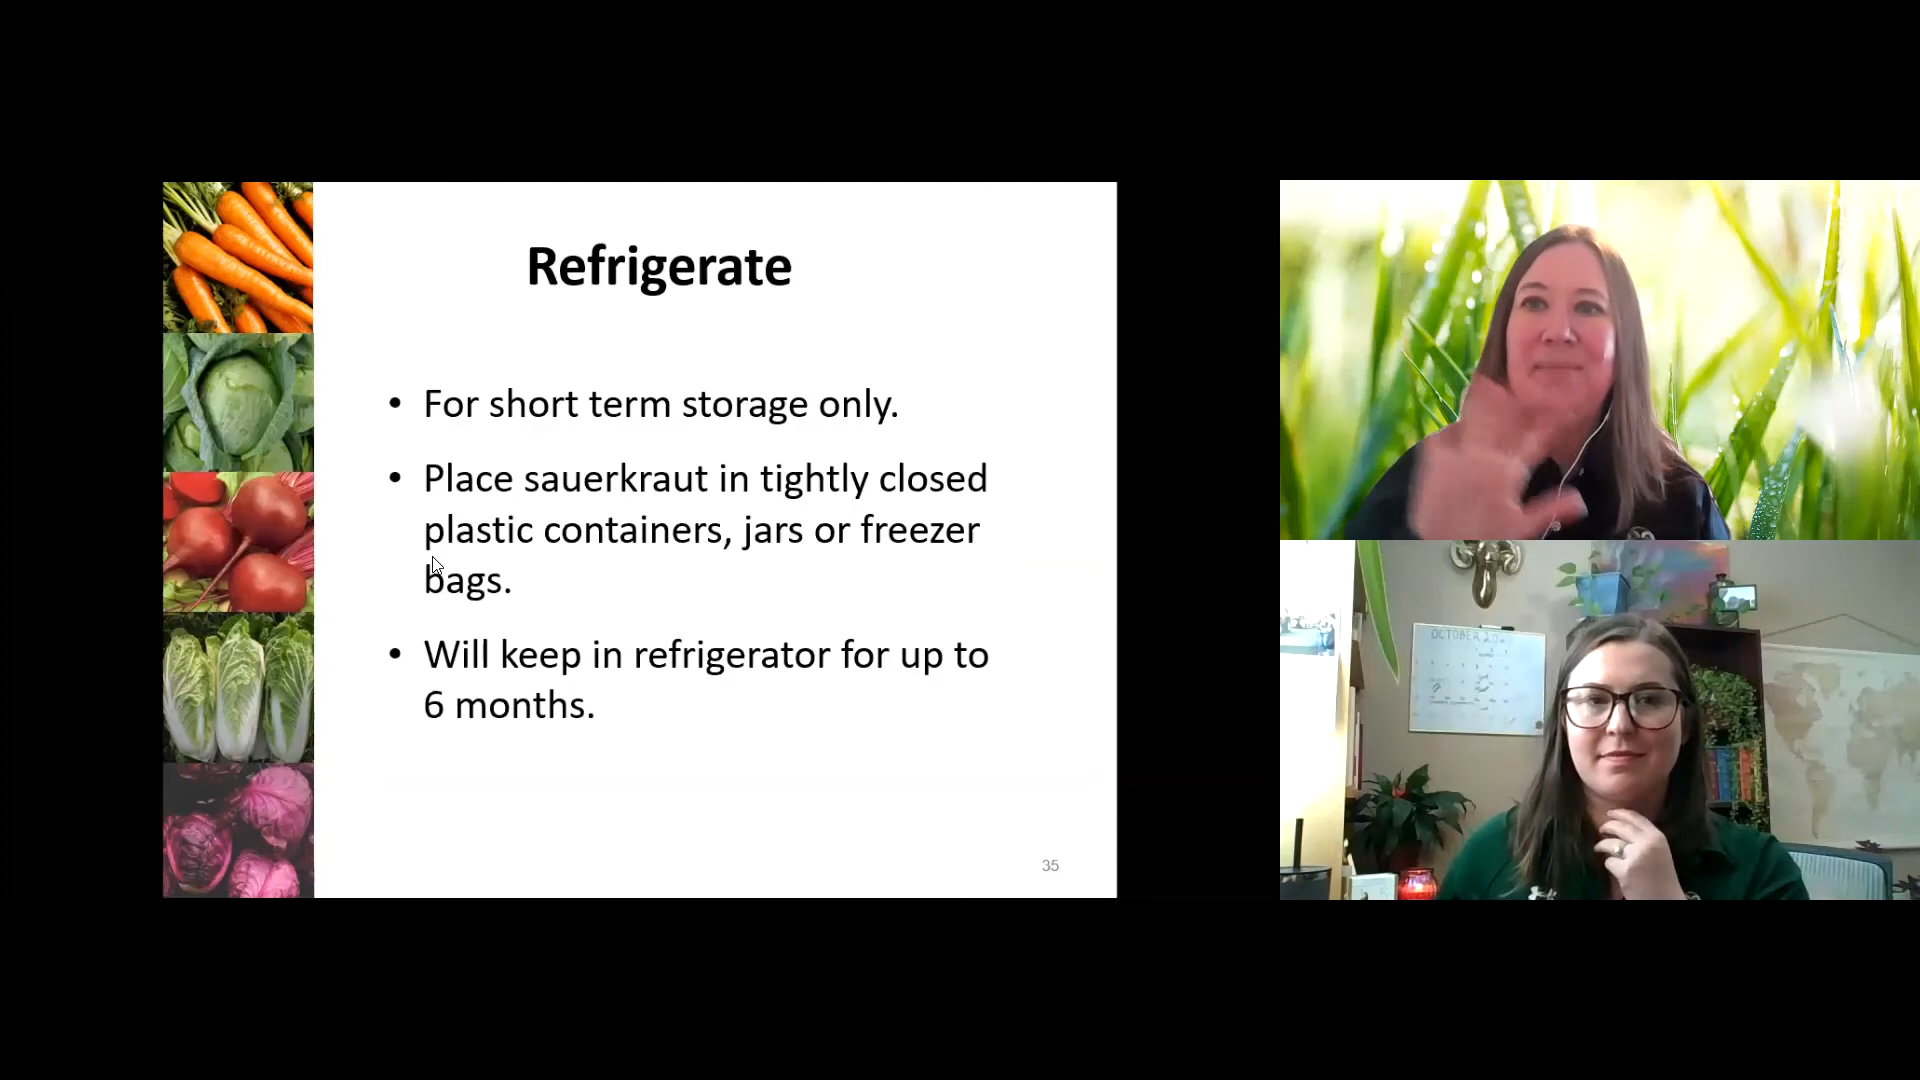 Refrigerate
• For short term storage only.
• Place sauerkraut in tightly closed
plastic containers, jars or freezer
bags.
• Will keep in refrigerator for up to
6 months.
35
OCTOBER